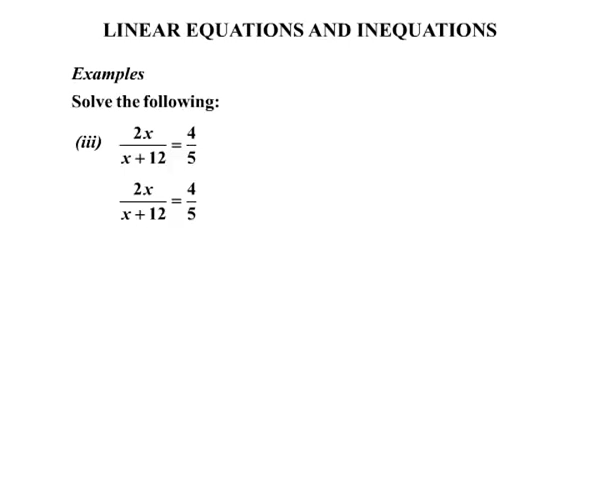 LINEAR EQUATIONS AND INEQUATIONS
Examples
Solve the following:
(iii) 2x/(x + 12) = 4/5
2x/(x + 12) = 4/5